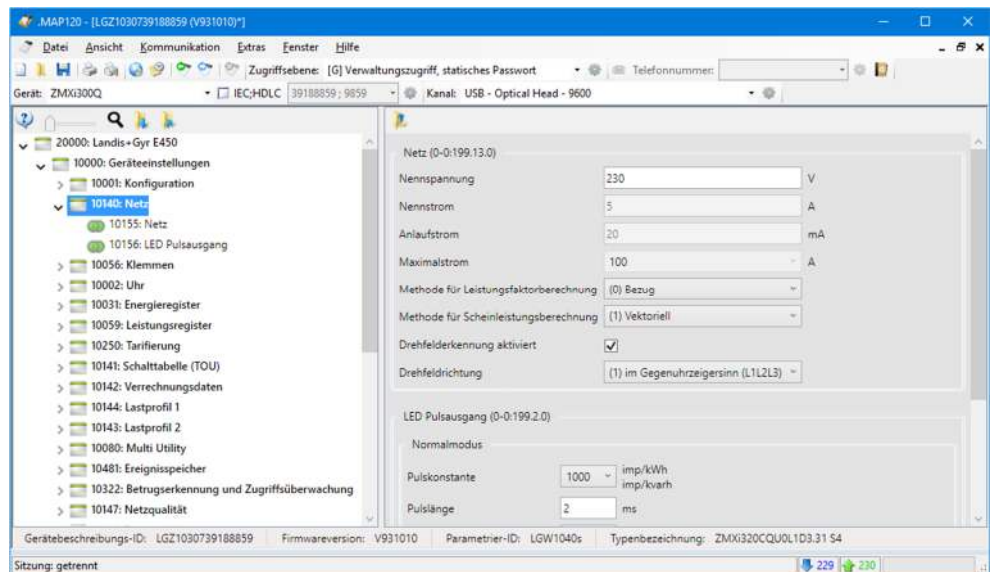 .MAP120 - [LGZ1030739188859 (V931010)*]
Datei Ansicht Kommunikation Extras Fenster Hilfe
Zugriffsebene: [G] Verwaltungszugriff, statisches Passwort Telefonnummer:
Gerät: ZMXi300Q IEC;HDLC 39188859 ; 9859 Kanal: USB - Optical Head - 9600
20000: Landis+Gyr E450
10000: Geräteeinstellungen
10001: Konfiguration
10140: Netz
10155: Netz
10156: LED Pulsausgang
10056: Klemmen
10002: Uhr
10031: Energieregister
10059: Leistungsregister
10250: Tarifierung
10141: Schalttabelle (TOU)
10142: Verrechnungsdaten
10144: Lastprofil 1
10143: Lastprofil 2
10080: Multi Utility
10481: Ereignisspeicher
10322: Betrugserkennung und Zugriffsüberwachung
10147: Netzqualität
Netz (0-0:199.13.0)
Nennspannung 230 V
Nennstrom 5 A
Anlaufstrom 20 mA
Maximalstrom 100 A
Methode für Leistungsfaktorberechnung (0) Bezug
Methode für Scheinleistungsberechnung (1) Vektoriell
Drehfelderkennung aktiviert
Drehfeldrichtung (1) im Gegenuhrzeigersinn (L1L2L3)
LED Pulsausgang (0-0:199.2.0)
Normalmodus
Pulskonstante 1000 imp/kWh
imp/kvarh
Pulslänge 2 ms
Gerätebeschreibungs-ID: LGZ1030739188859 Firmwareversion: V931010 Parametrier-ID: LGW1040s Typenbezeichnung: ZMXi320CQU0L1D3.31 S4
Sitzung: getrennt 229 230